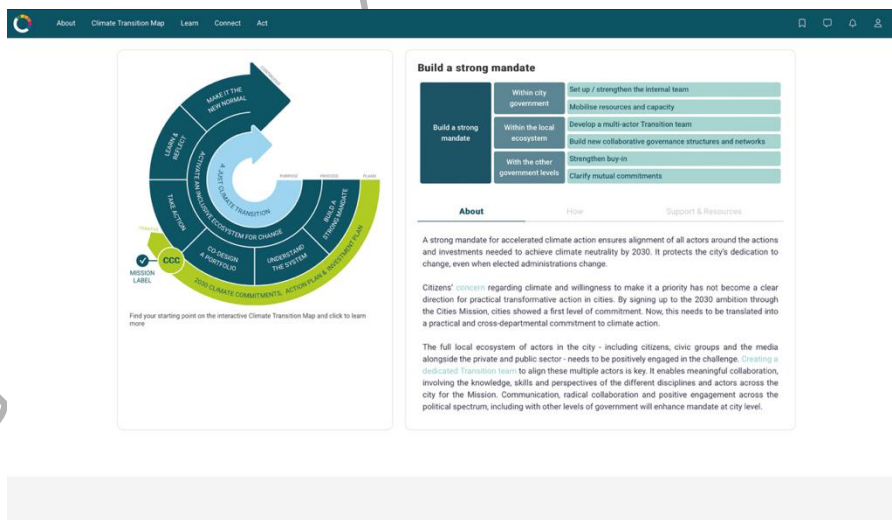 About Climate Transition Map Learn Connect Act
MAKE IT THE
NEW NORMAL
LEARN &
REFLECT
TAKE ACTION
CO-DESIGN
A PORTFOLIO
UNDERSTAND
THE SYSTEM
BUILD A
STRONG MANDATE
ACTIVATE AN INCLUSIVE ECOSYSTEM FOR CHANGE
A JUST CLIMATE TRANSITION
PURPOSE PROCESS PLANS
2030 CLIMATE COMMITMENTS, ACTION PLAN & INVESTMENT PLAN
CCC
MISSION
LABEL
Find your starting point on the interactive Climate Transition Map and click to learn
more
Build a strong mandate
Build a strong
mandate
Within city
government
Set up / strengthen the internal team
Mobilise resources and capacity
Within the local
ecosystem
Develop a multi-actor Transition team
Build new collaborative governance structures and networks
With the other
government levels
Strengthen buy-in
Clarify mutual commitments
About How Support & Resources
A strong mandate for accelerated climate action ensures alignment of all actors around the actions
and investments needed to achieve climate neutrality by 2030. It protects the city's dedication to
change, even when elected administrations change.
Citizens' concern regarding climate and willingness to make it a priority has not become a clear
direction for practical transformative action in cities. By signing up to the 2030 ambition through
the Cities Mission, cities showed a first level of commitment. Now, this needs to be translated into
a practical and cross-departmental commitment to climate action.
The full local ecosystem of actors in the city - including citizens, civic groups and the media
alongside the private and public sector - needs to be positively engaged in the challenge. Creating a
dedicated Transition team to align these multiple actors is key. It enables meaningful collaboration,
involving the knowledge, skills and perspectives of the different disciplines and actors across the
city for the Mission. Communication, radical collaboration and positive engagement across the
political spectrum, including with other levels of government will enhance mandate at city level.